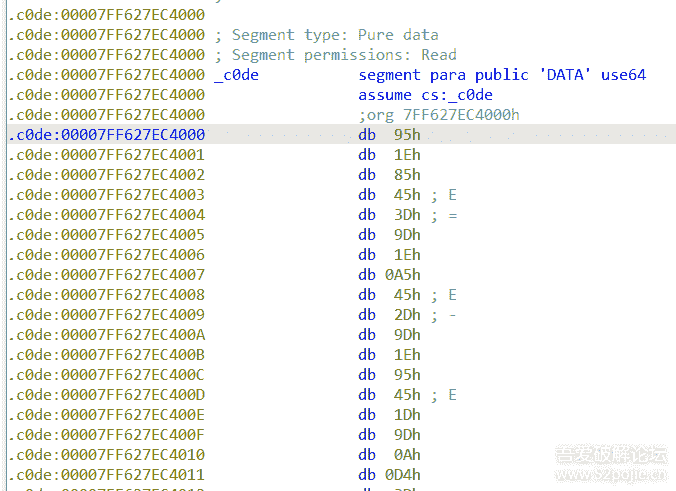 .c0de:00007FF627EC4000
.c0de:00007FF627EC4000 ; Segment type: Pure data
.c0de:00007FF627EC4000 ; Segment permissions: Read
.c0de:00007FF627EC4000 _c0de segment para public 'DATA' use64
.c0de:00007FF627EC4000 assume cs:_c0de
.c0de:00007FF627EC4000 ;org 7FF627EC4000h
.c0de:00007FF627EC4000 db 95h
.c0de:00007FF627EC4001 db 1Eh
.c0de:00007FF627EC4002 db 85h
.c0de:00007FF627EC4003 db 45h ; E
.c0de:00007FF627EC4004 db 3Dh ; =
.c0de:00007FF627EC4005 db 9Dh
.c0de:00007FF627EC4006 db 1Eh
.c0de:00007FF627EC4007 db 0A5h
.c0de:00007FF627EC4008 db 45h ; E
.c0de:00007FF627EC4009 db 2Dh ; -
.c0de:00007FF627EC400A db 9Dh
.c0de:00007FF627EC400B db 1Eh
.c0de:00007FF627EC400C db 95h
.c0de:00007FF627EC400D db 45h ; E
.c0de:00007FF627EC400E db 1Dh
.c0de:00007FF627EC400F db 9Dh
.c0de:00007FF627EC4010 db 0Ah
.c0de:00007FF627EC4011 db 0D4h
吾爱破解论坛
www.52pojie.cn